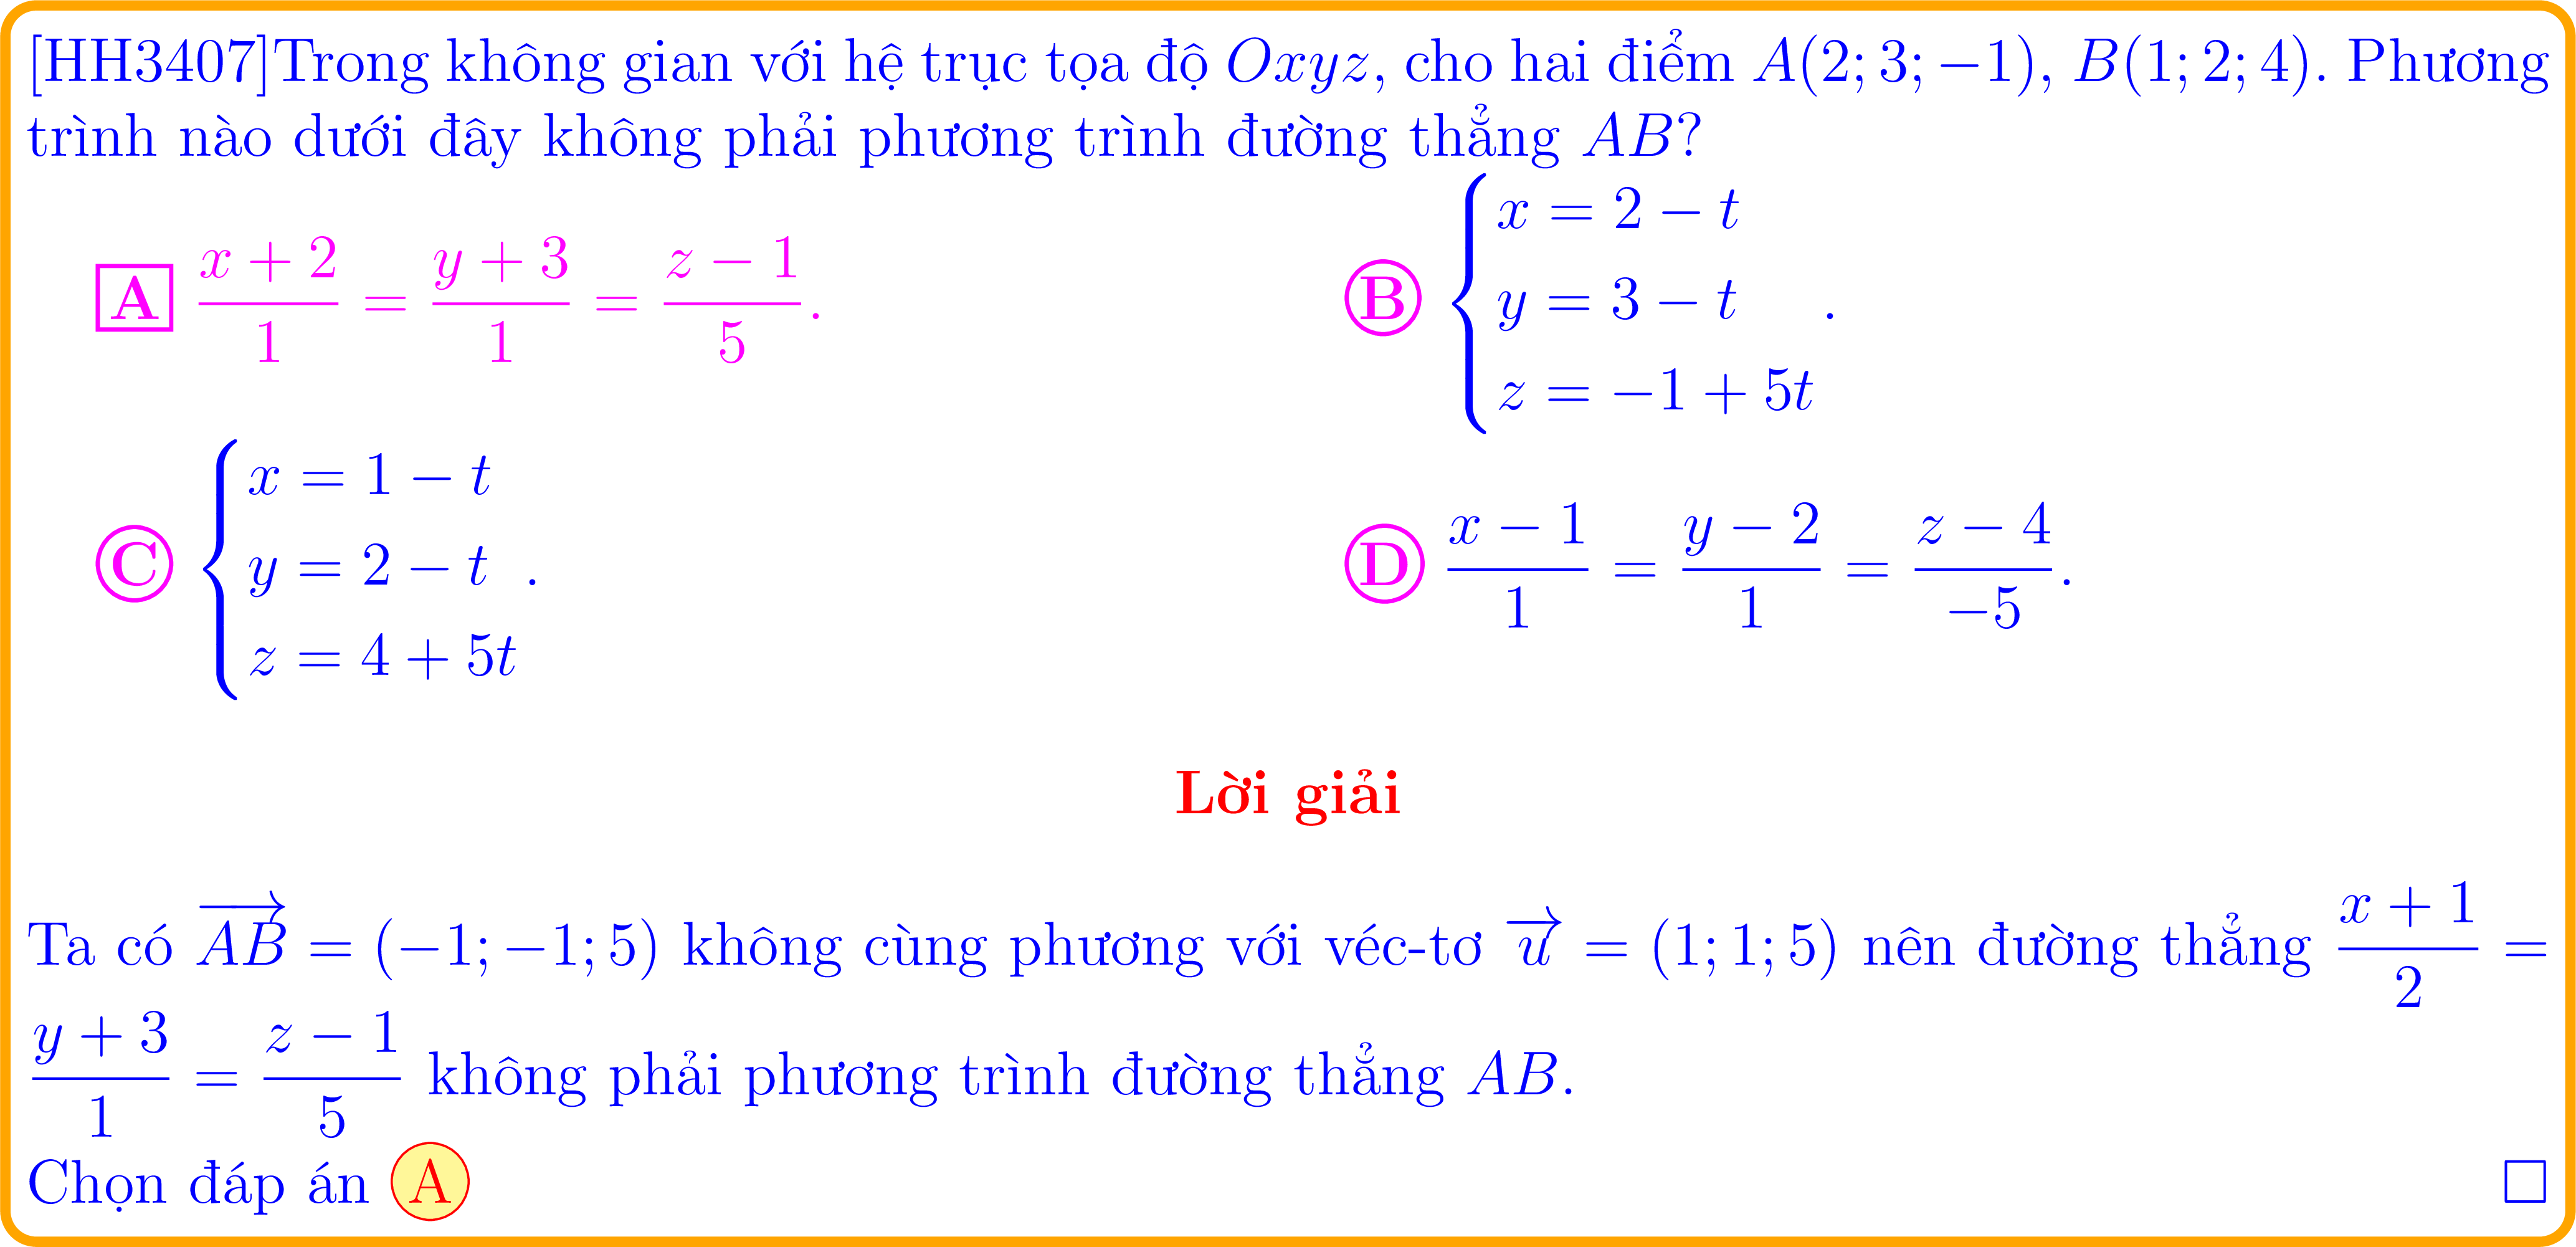 [HH3407]Trong không gian với hệ trục tọa độ Oxyz, cho hai điểm A(2; 3; −1), B(1; 2; 4). Phương
trình nào dưới đây không phải phương trình đường thẳng AB?
A $\frac{x+2}{1} = \frac{y+3}{1} = \frac{z-1}{5}$.
B $\begin{cases} x = 2 - t \\ y = 3 - t \\ z = -1 + 5t \end{cases}$.
C $\begin{cases} x = 1 - t \\ y = 2 - t \\ z = 4 + 5t \end{cases}$.
D $\frac{x-1}{1} = \frac{y-2}{1} = \frac{z-4}{-5}$.
Lời giải
Ta có $\overrightarrow{AB} = (-1; -1; 5)$ không cùng phương với véc-tơ $\overrightarrow{u} = (1; 1; 5)$ nên đường thẳng $\frac{x+1}{2} =$
$\frac{y+3}{1} = \frac{z-1}{5}$ không phải phương trình đường thẳng AB.
Chọn đáp án A □